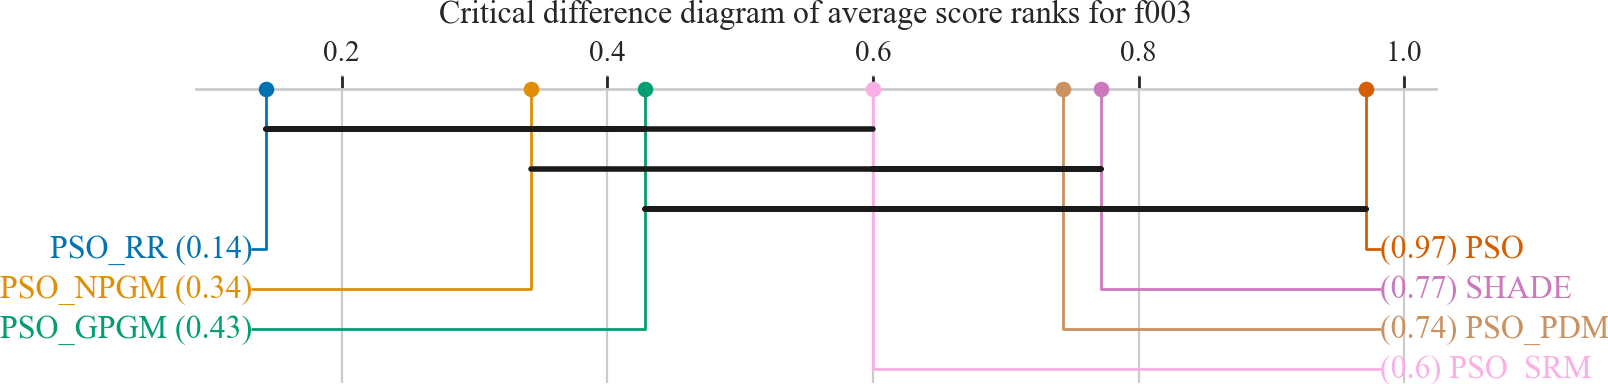 Critical difference diagram of average score ranks for f003
0.2 0.4 0.6 0.8 1.0
PSO_RR (0.14) (0.97) PSO
PSO_NPGM (0.34) (0.77) SHADE
PSO_GPGM (0.43) (0.74) PSO_PDM
(0.6) PSO_SRM